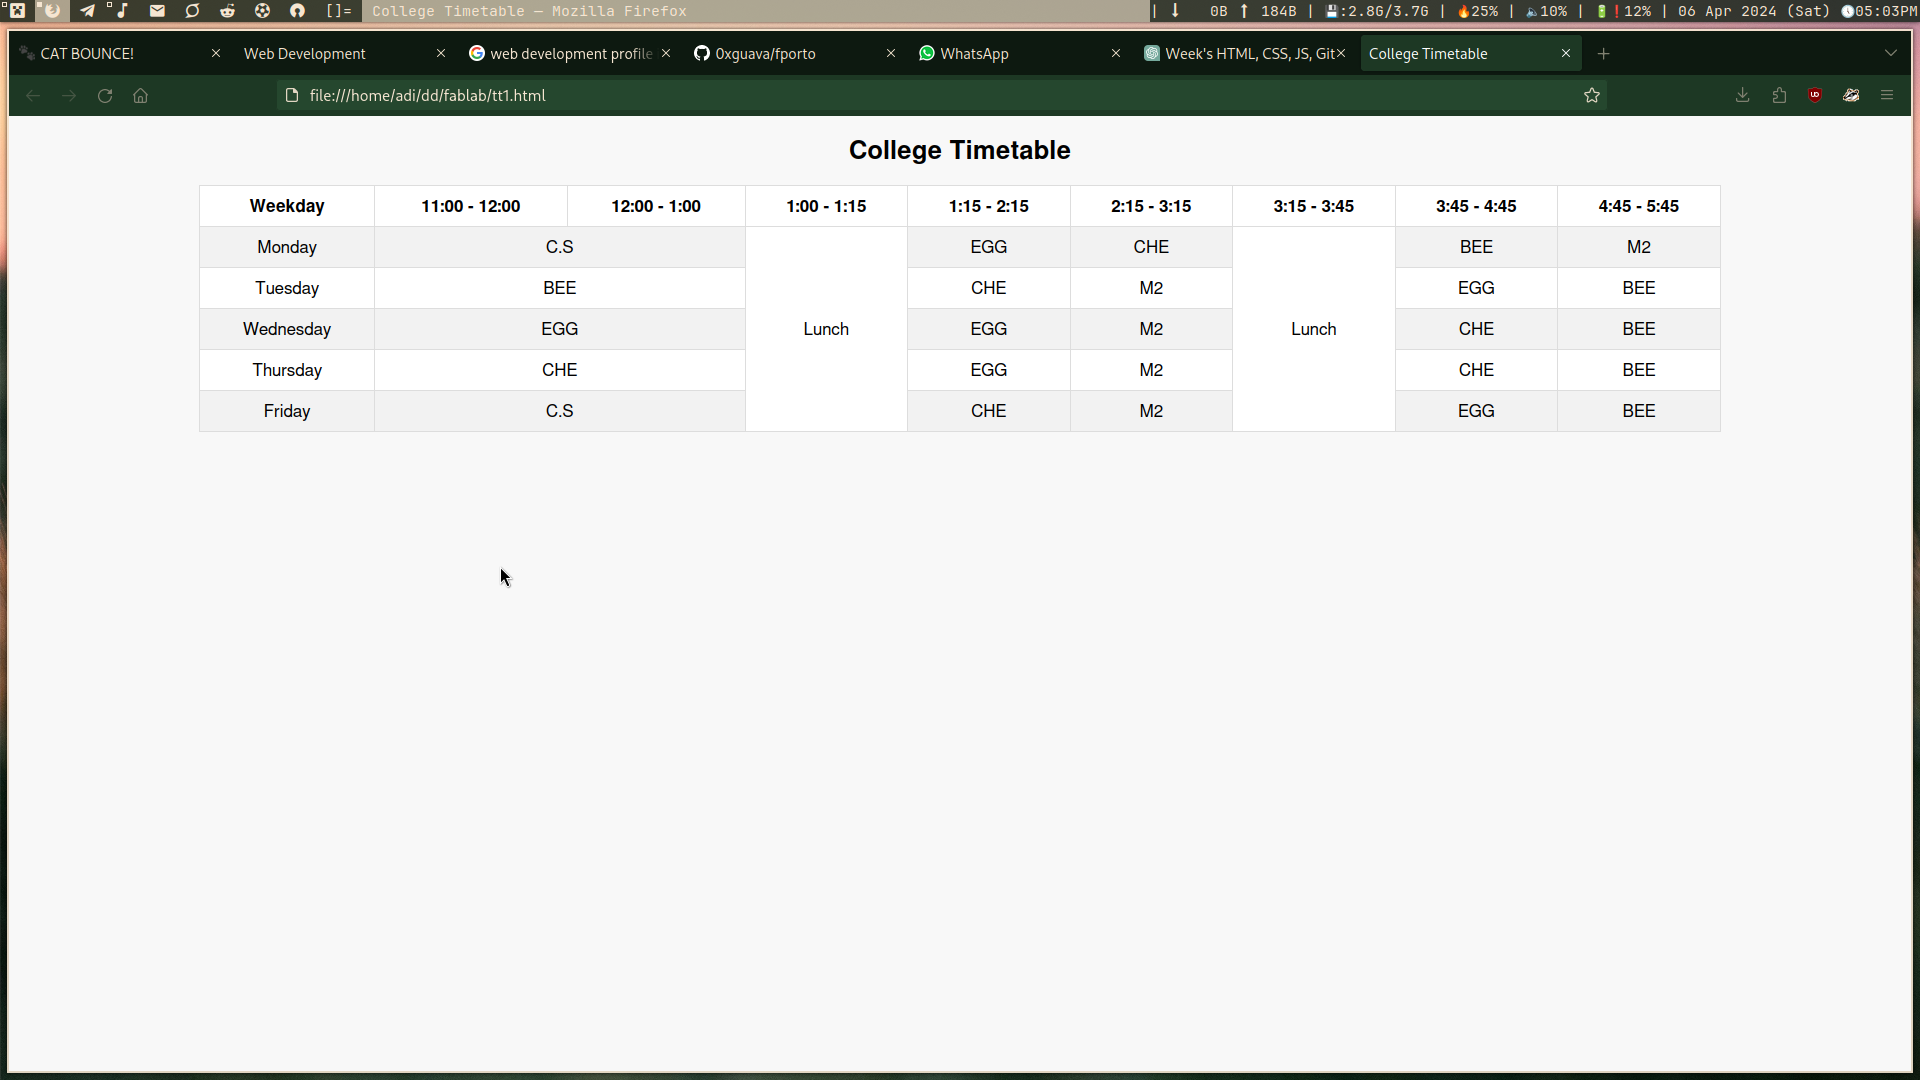 []= College Timetable — Mozilla Firefox | ↓ 0B ↑ 184B | 💾:2.8G/3.7G | 🔥25% | 🔈10% | 🔋❗12% | 06 Apr 2024 (Sat) 🕔05:03PM
CAT BOUNCE! Web Development web development profile 0xguava/fporto WhatsApp Week's HTML, CSS, JS, Git College Timetable
file:///home/adi/dd/fablab/tt1.html
College Timetable
Weekday 11:00 - 12:00 12:00 - 1:00 1:00 - 1:15 1:15 - 2:15 2:15 - 3:15 3:15 - 3:45 3:45 - 4:45 4:45 - 5:45
Monday C.S EGG CHE BEE M2
Tuesday BEE CHE M2 EGG BEE
Wednesday EGG Lunch EGG M2 Lunch CHE BEE
Thursday CHE EGG M2 CHE BEE
Friday C.S CHE M2 EGG BEE